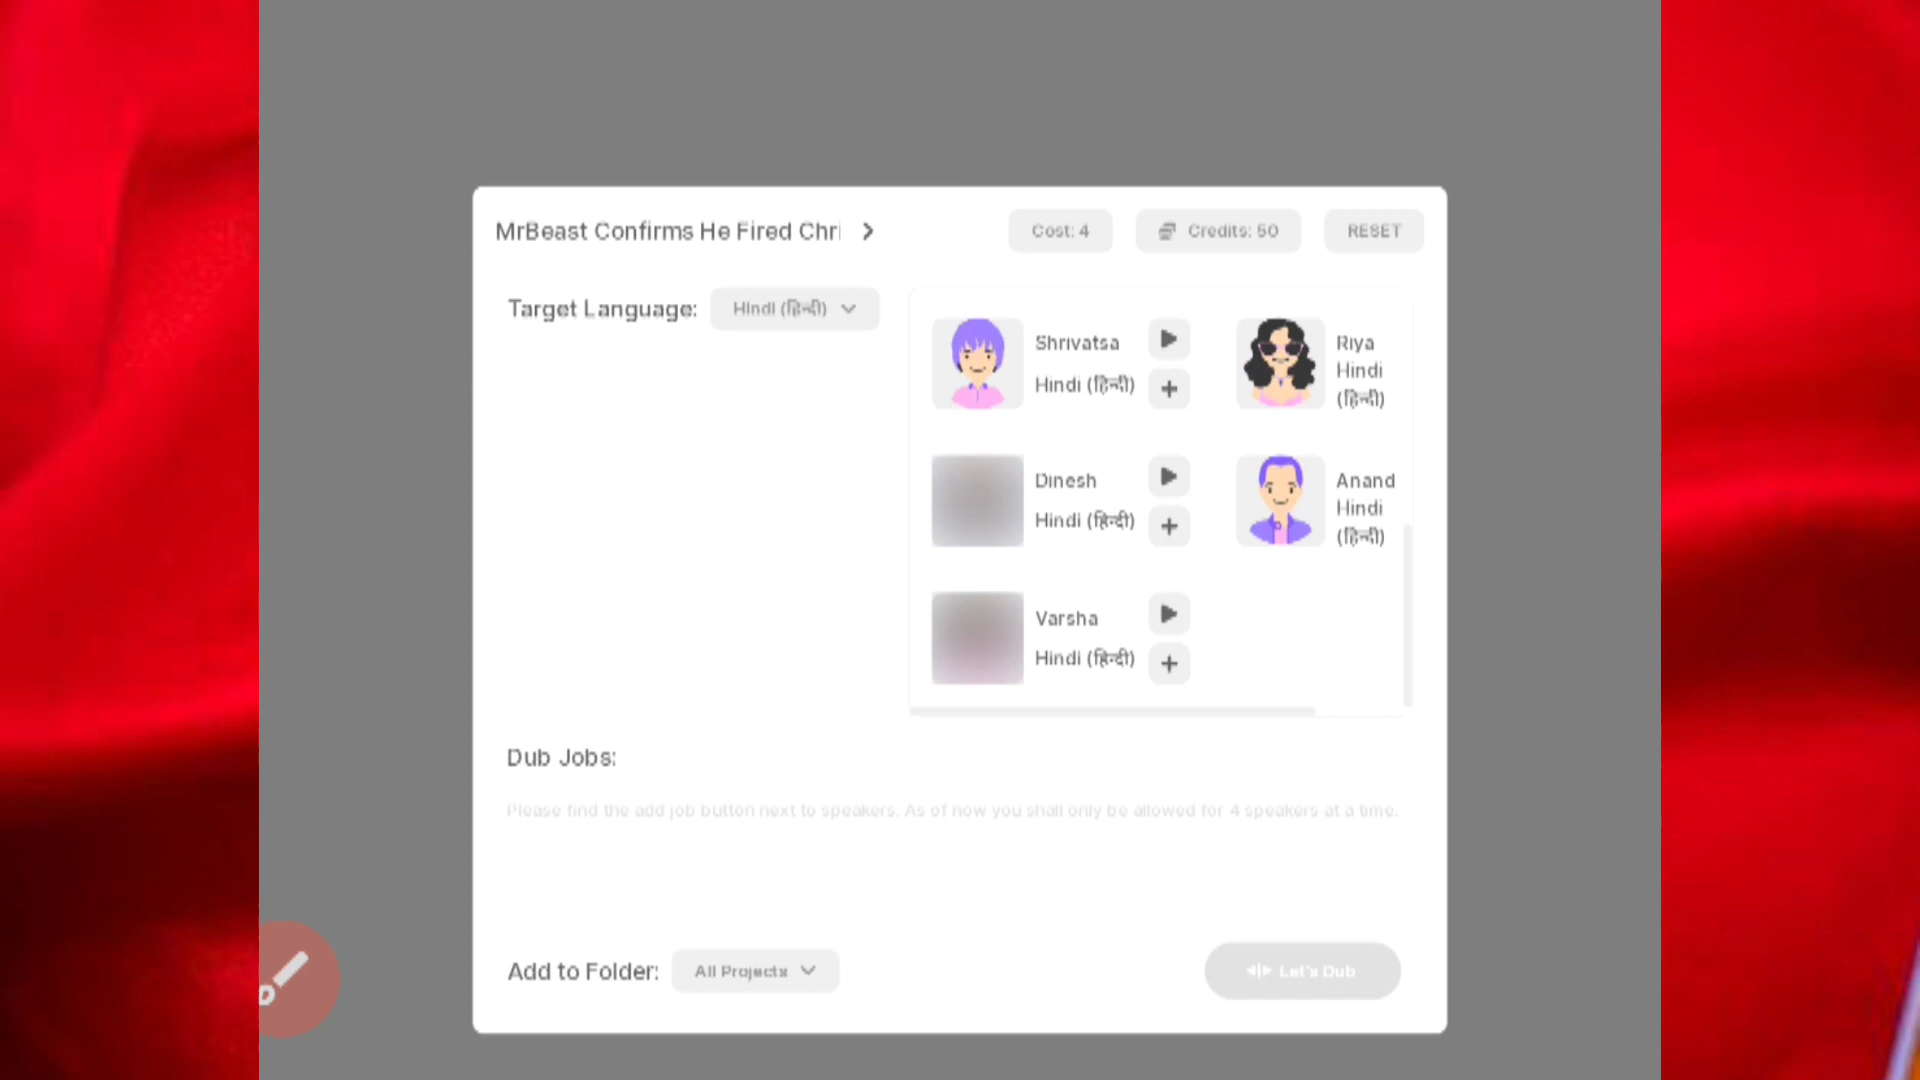 MrBeast Confirms He Fired Chri
Cost: 4
Credits: 50
RESET
Target Language:
Hindi (हिन्दी)
Shrivatsa
Hindi (हिन्दी)
Riya
Hindi
(हिन्दी)
Dinesh
Hindi (हिन्दी)
Anand
Hindi
(हिन्दी)
Varsha
Hindi (हिन्दी)
Dub Jobs:
Please find the add job button next to speakers. As of now you shall only be allowed for 4 speakers at a time.
Add to Folder:
All Projects
Let's Dub